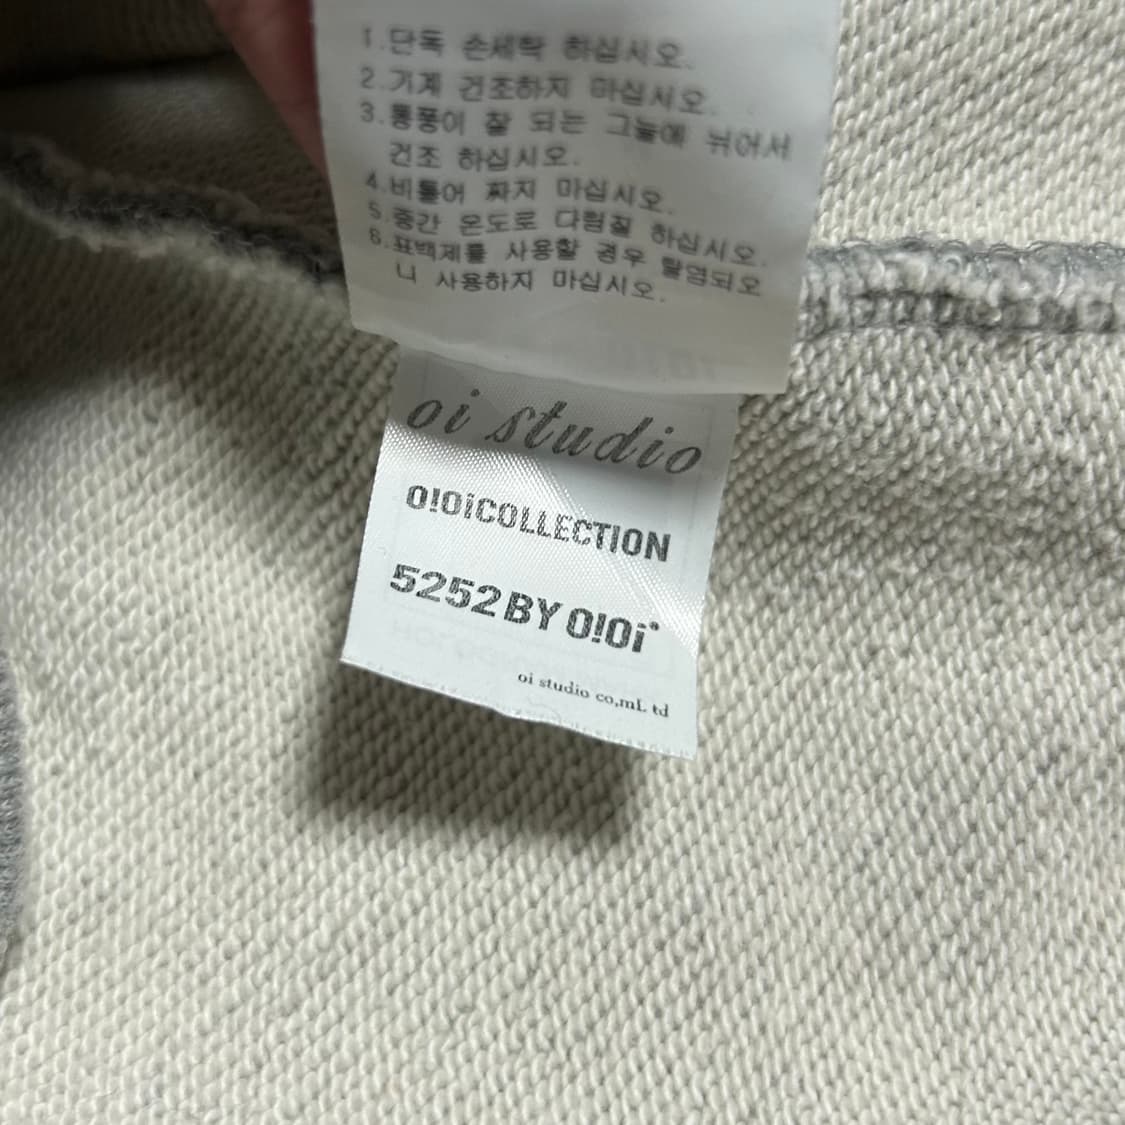 1.단독 손세탁 하십시오.
2.기계 건조하지 마십시오.
3.통풍이 잘 되는 그늘에 뉘어서
건조 하십시오.
4.비틀어 짜지 마십시오.
5.중간 온도로 다림질 하십시오.
6.표백제를 사용할 경우 탈염되오
니 사용하지 마십시오.
oi studio
O!OiCOLLECTION
5252 BY O!Oi
oi studio co,mL td